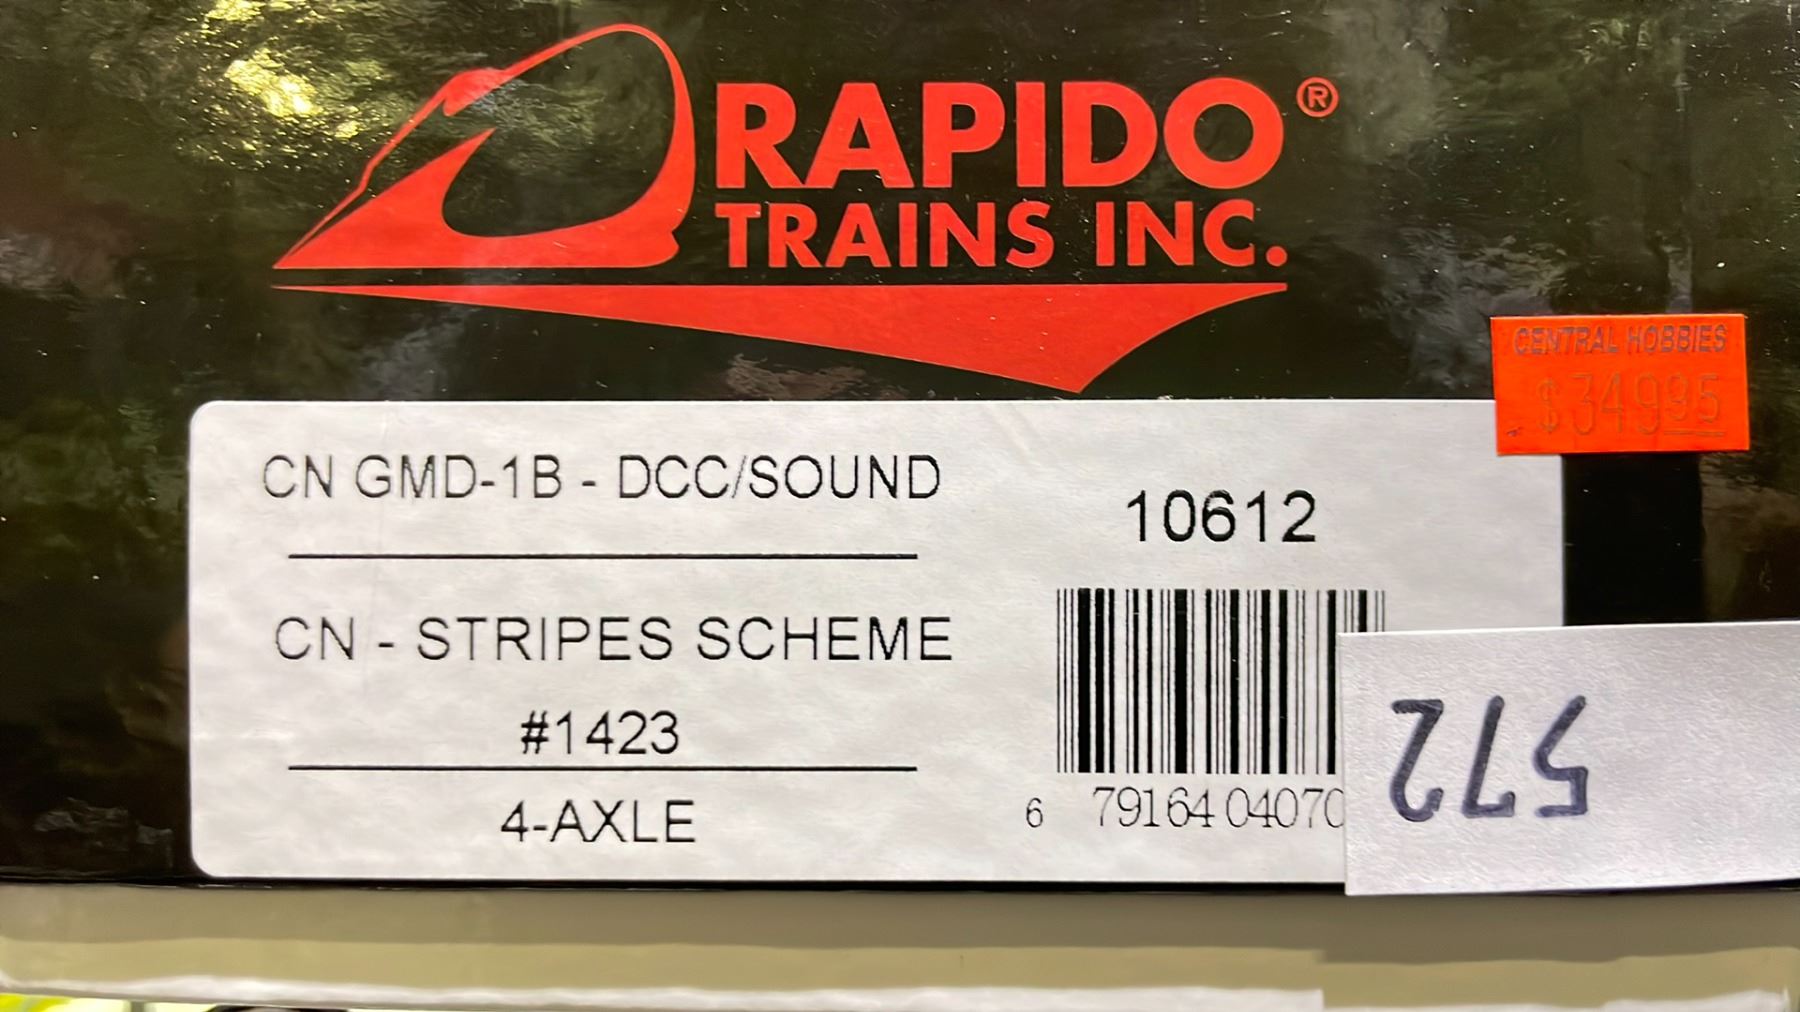 RAPIDO®
TRAINS INC.
CENTRAL HOBBIES
$349.95
CN GMD-1B - DCC/SOUND
10612
CN - STRIPES SCHEME
#1423
4-AXLE
6 79164 04070
572